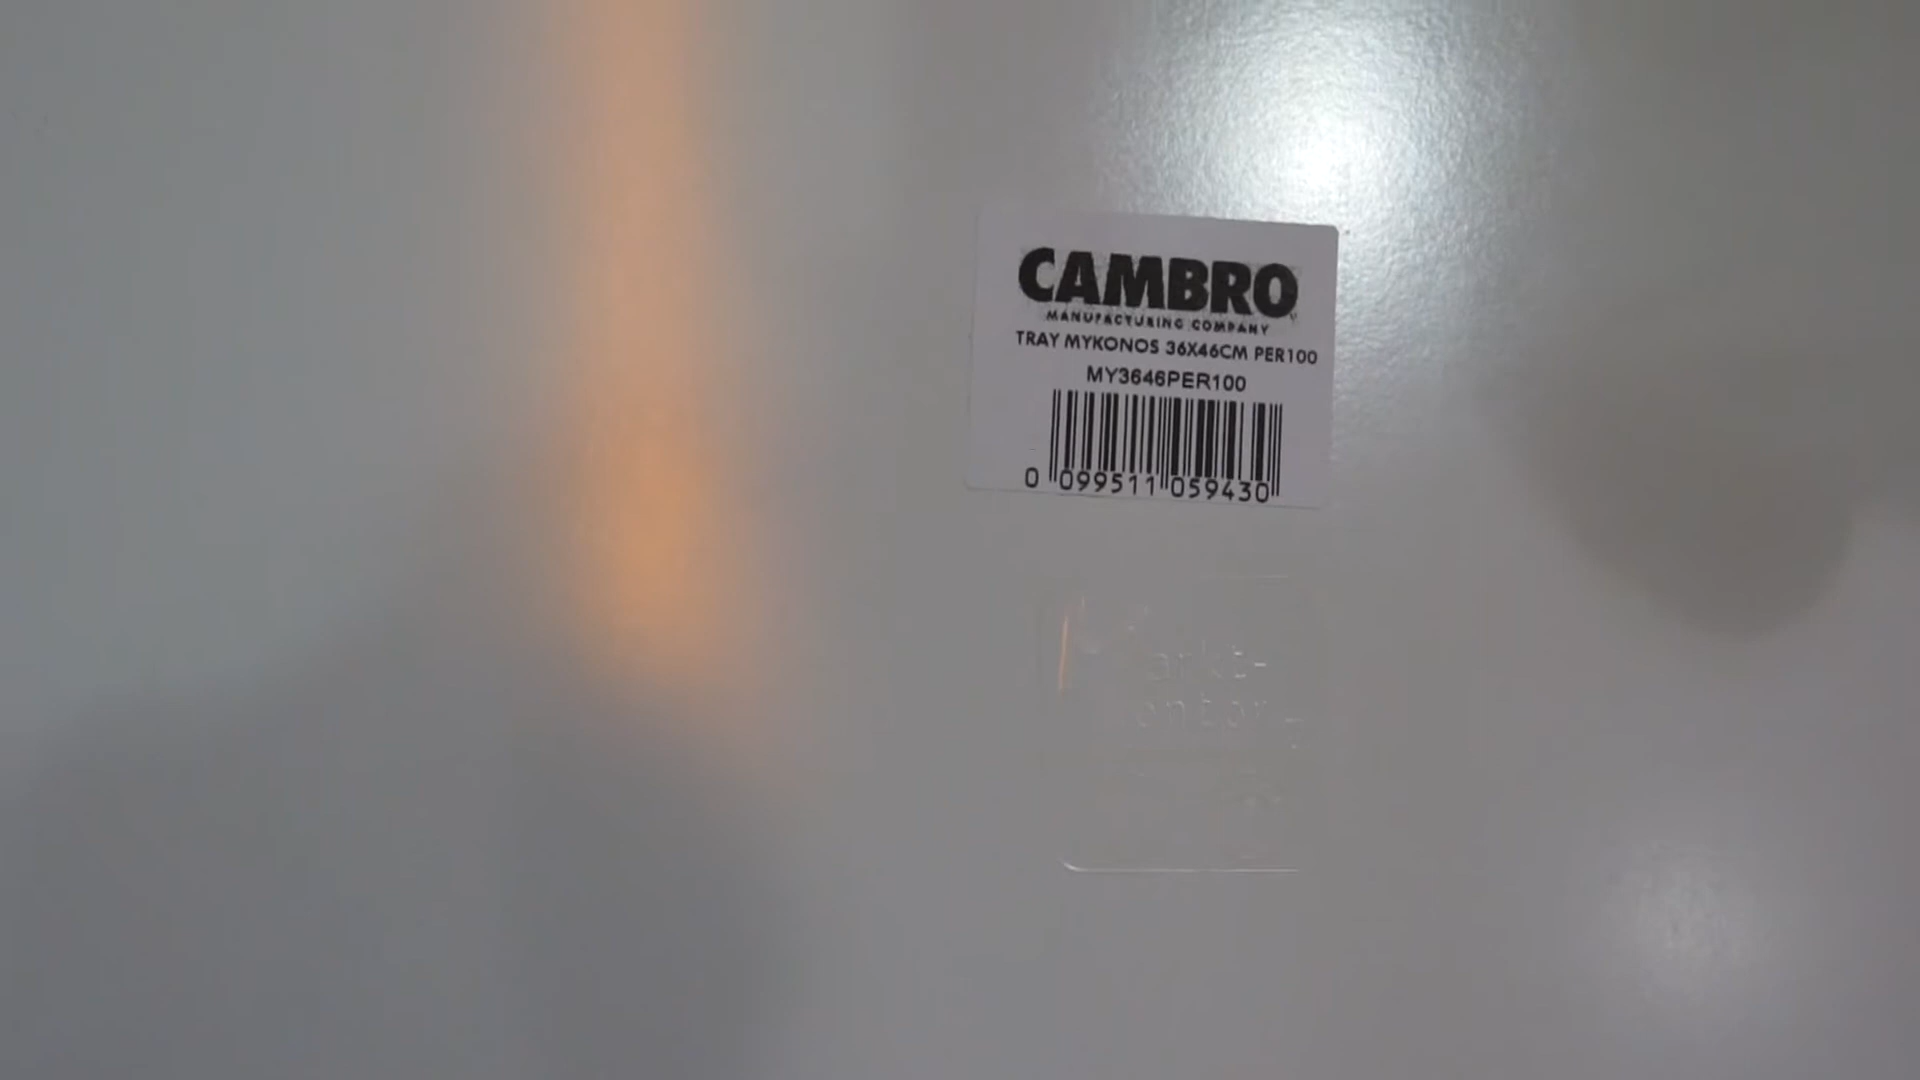 CAMBRO
MANUFACTURING COMPANY
TRAY MYKONOS 36X46CM PER100
MY3646PER100
0 099511 059430